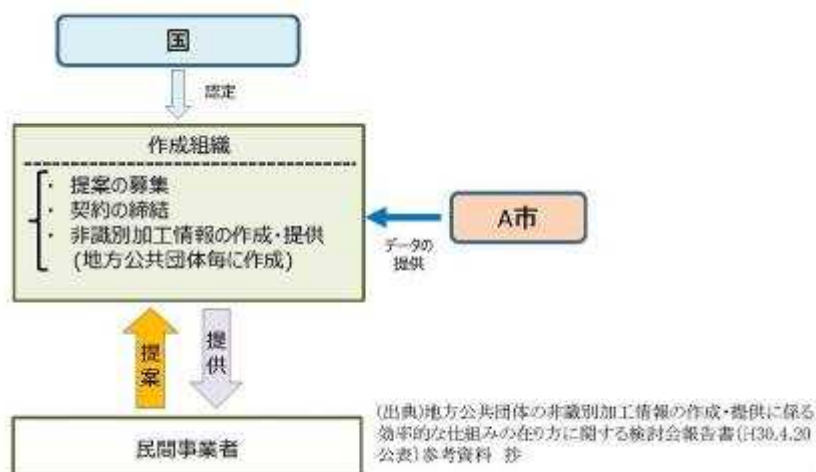 国
認定
作成組織
・ 提案の募集
・ 契約の締結
・ 非識別加工情報の作成・提供
(地方公共団体毎に作成)
A市
データの
提供
提案
提供
民間事業者
(出典)地方公共団体の非識別加工情報の作成・提供に係る
効率的な仕組みの在り方に関する検討会報告書(H30.4.20
公表)参考資料 抄